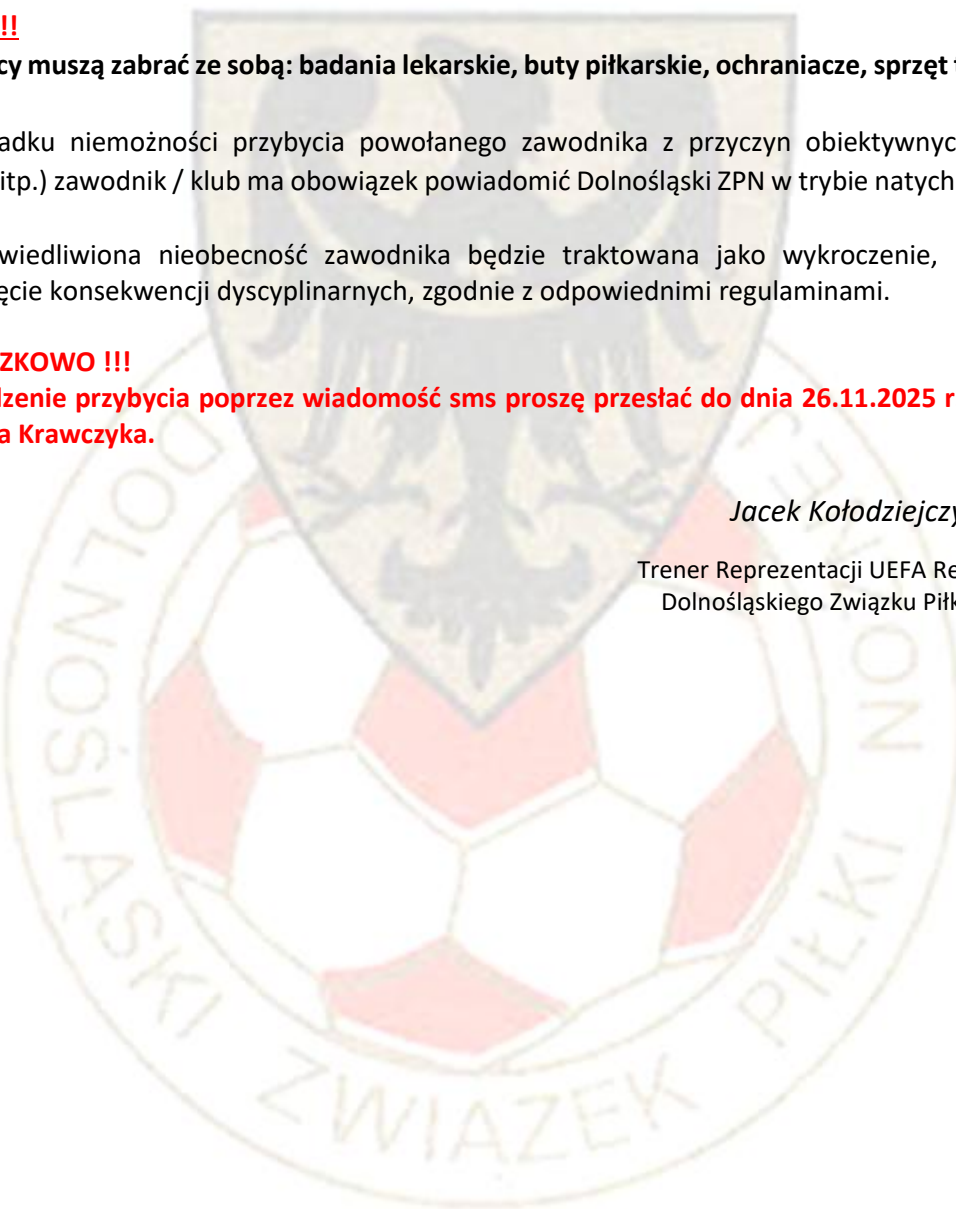 !!
cy muszą zabrać ze sobą: badania lekarskie, buty piłkarskie, ochraniacze, sprzęt t
adku niemożności przybycia powołanego zawodnika z przyczyn obiektywnyc
itp.) zawodnik / klub ma obowiązek powiadomić Dolnośląski ZPN w trybie natych
wiedliwiona nieobecność zawodnika będzie traktowana jako wykroczenie,
ęcie konsekwencji dyscyplinarnych, zgodnie z odpowiednimi regulaminami.
ZKOWO !!!
dzenie przybycia poprzez wiadomość sms proszę przesłać do dnia 26.11.2025 r
a Krawczyka.
Jacek Kołodziejczy
Trener Reprezentacji UEFA Re
Dolnośląskiego Związku Piłk
DOLNOŚLĄSKI ZWIĄZEK PIŁKI NOŻNEJ